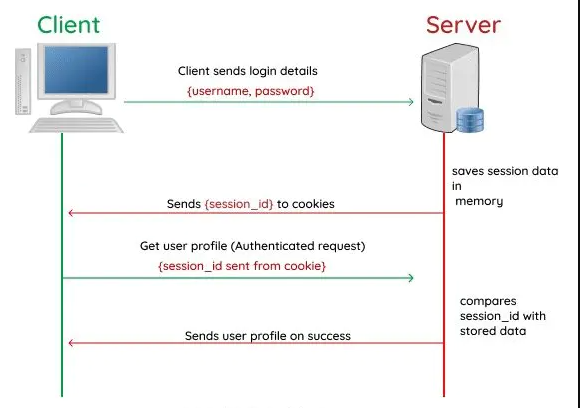 Client
Server
Client sends login details
{username, password}
saves session data
in
memory
Sends {session_id} to cookies
Get user profile (Authenticated request)
{session_id sent from cookie}
compares
session_id with
stored data
Sends user profile on success